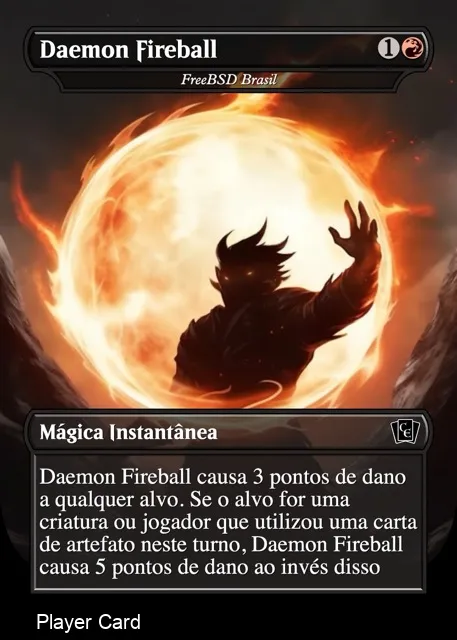 Daemon Fireball 1
FreeBSD Brasil
Mágica Instantânea
CE
Daemon Fireball causa 3 pontos de dano
a qualquer alvo. Se o alvo for uma
criatura ou jogador que utilizou uma carta
de artefato neste turno, Daemon Fireball
causa 5 pontos de dano ao invés disso
Player Card